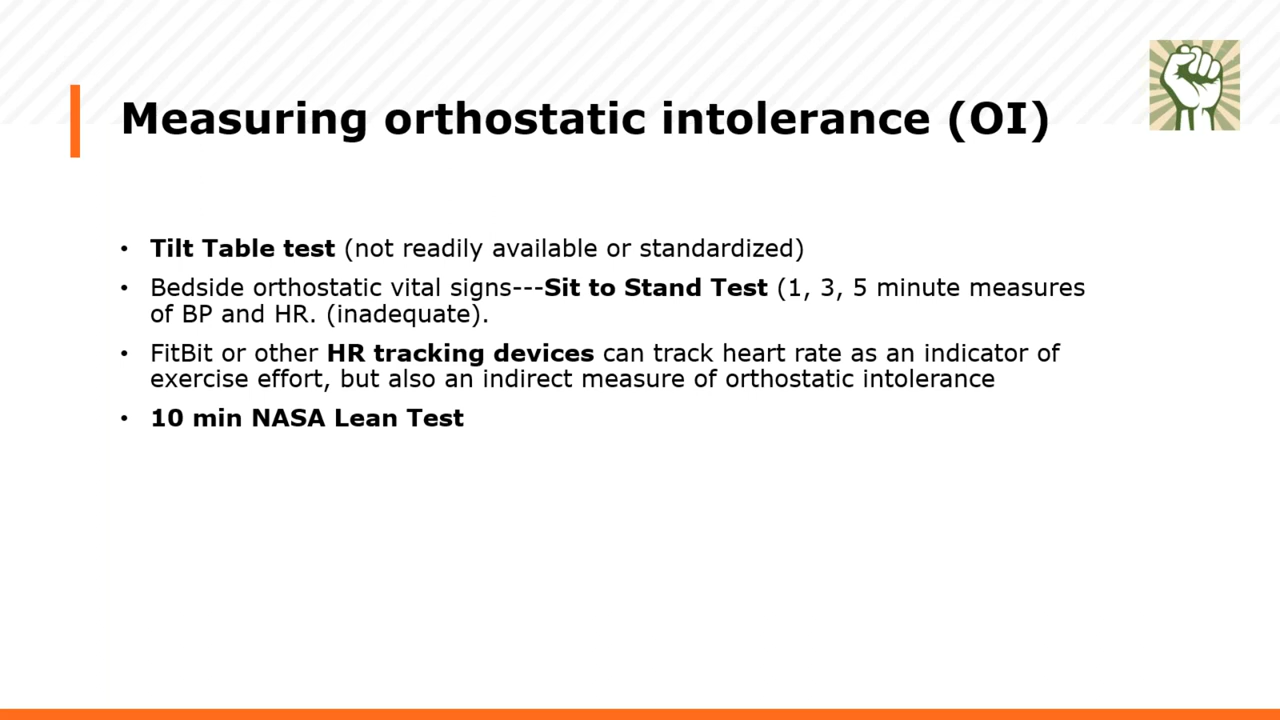 Measuring orthostatic intolerance (OI)
• Tilt Table test (not readily available or standardized)
• Bedside orthostatic vital signs---Sit to Stand Test (1, 3, 5 minute measures
of BP and HR. (inadequate).
• FitBit or other HR tracking devices can track heart rate as an indicator of
exercise effort, but also an indirect measure of orthostatic intolerance
• 10 min NASA Lean Test